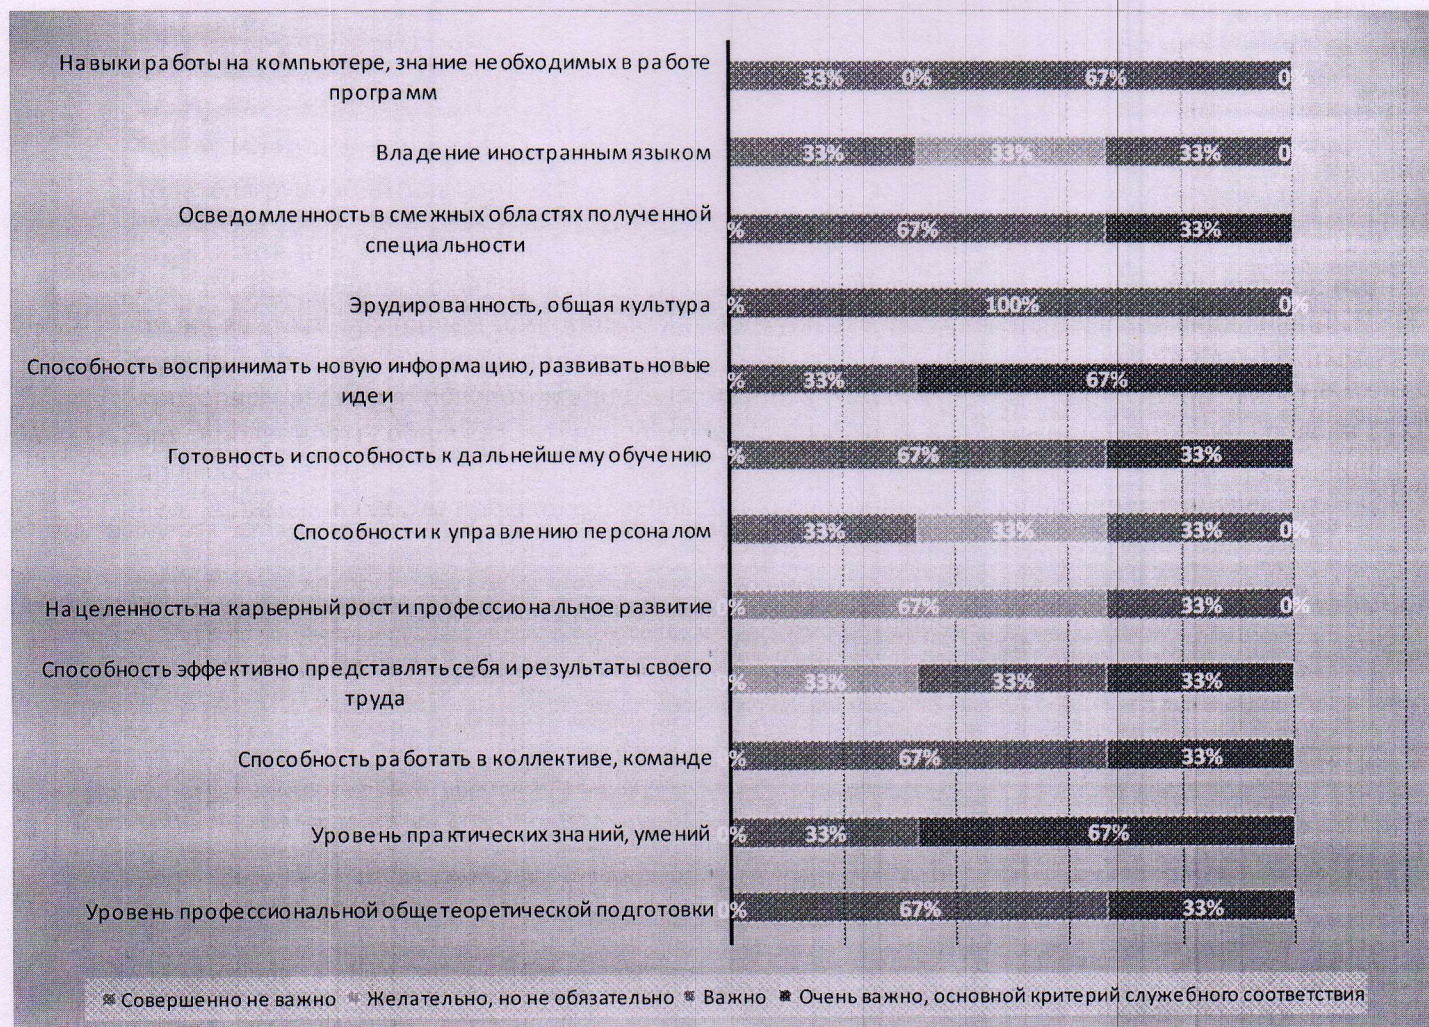 Навыки работы на компьютере, знание необходимых в работе
программ
33% 0% 67% 0%
Владение иностранным языком
33% 33% 33% 0%
Осведомленность в смежных областях полученной
специальности
% 67% 33%
Эрудированность, общая культура
% 100% 0%
Способность воспринимать новую информацию, развивать новые
идеи
% 33% 67%
Готовность и способность к дальнейшему обучению
% 67% 33%
Способности к управлению персоналом
33% 33% 33% 0%
Нацеленность на карьерный рост и профессиональное развитие
0% 67% 33% 0%
Способность эффективно представлять себя и результаты своего
труда
0% 33% 33% 33%
Способность работать в коллективе, команде
0% 67% 33%
Уровень практических знаний, умений
0% 33% 67%
Уровень профессиональной общетеоретической подготовки
0% 67% 33%
Совершенно не важно Желательно, но не обязательно Важно Очень важно, основной критерий служебного соответствия